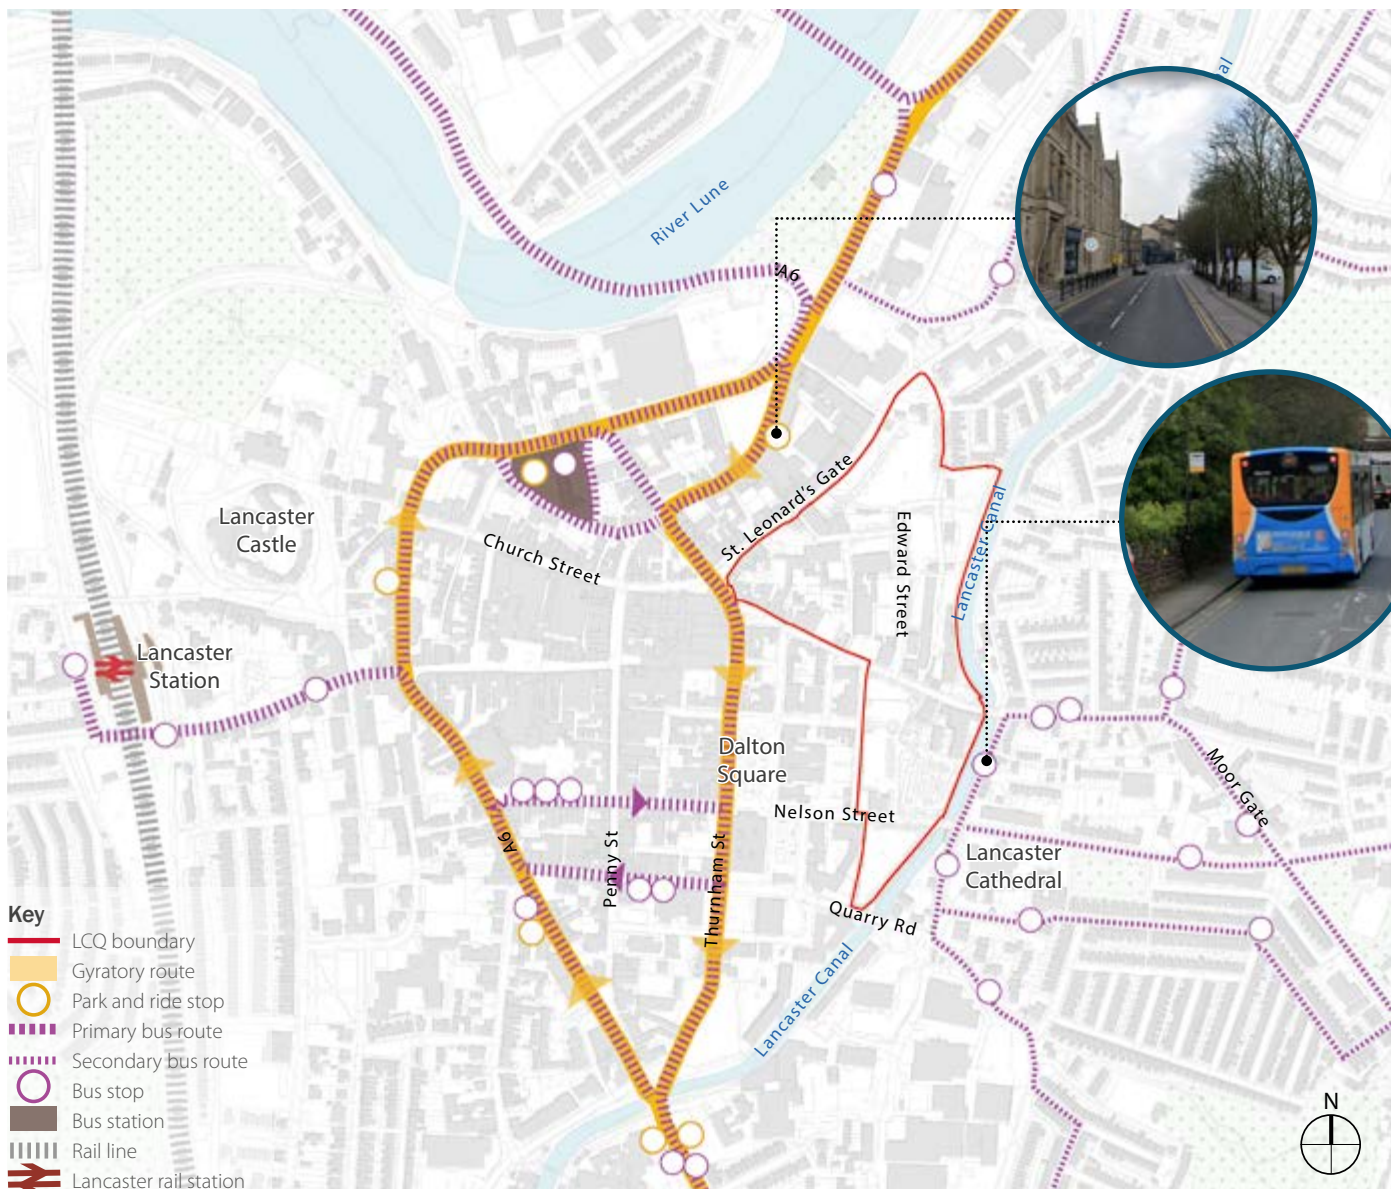 al
River Lune
A6
St. Leonard's Gate
Edward Street
Lancaster Canal
Lancaster
Castle
Church Street
Lancaster
Station
Dalton
Square
Nelson Street
Moor Gate
A6
Penny St
Thurnham St
Lancaster
Cathedral
Quarry Rd
Lancaster Canal
Key
LCQ boundary
Gyratory route
Park and ride stop
Primary bus route
Secondary bus route
Bus stop
Bus station
Rail line
Lancaster rail station
N